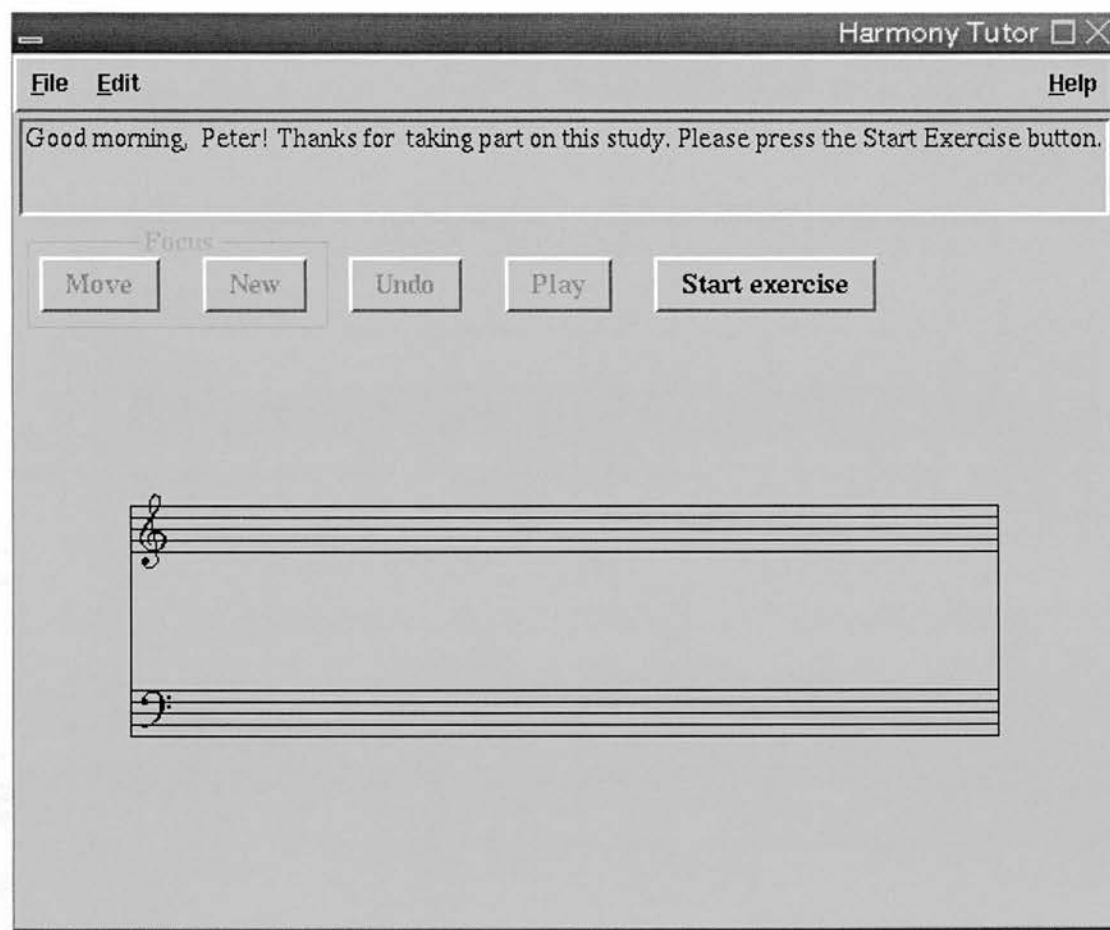 Harmony Tutor
File Edit Help
Good morning, Peter! Thanks for taking part on this study. Please press the Start Exercise button.
Focus
Move New Undo Play Start exercise